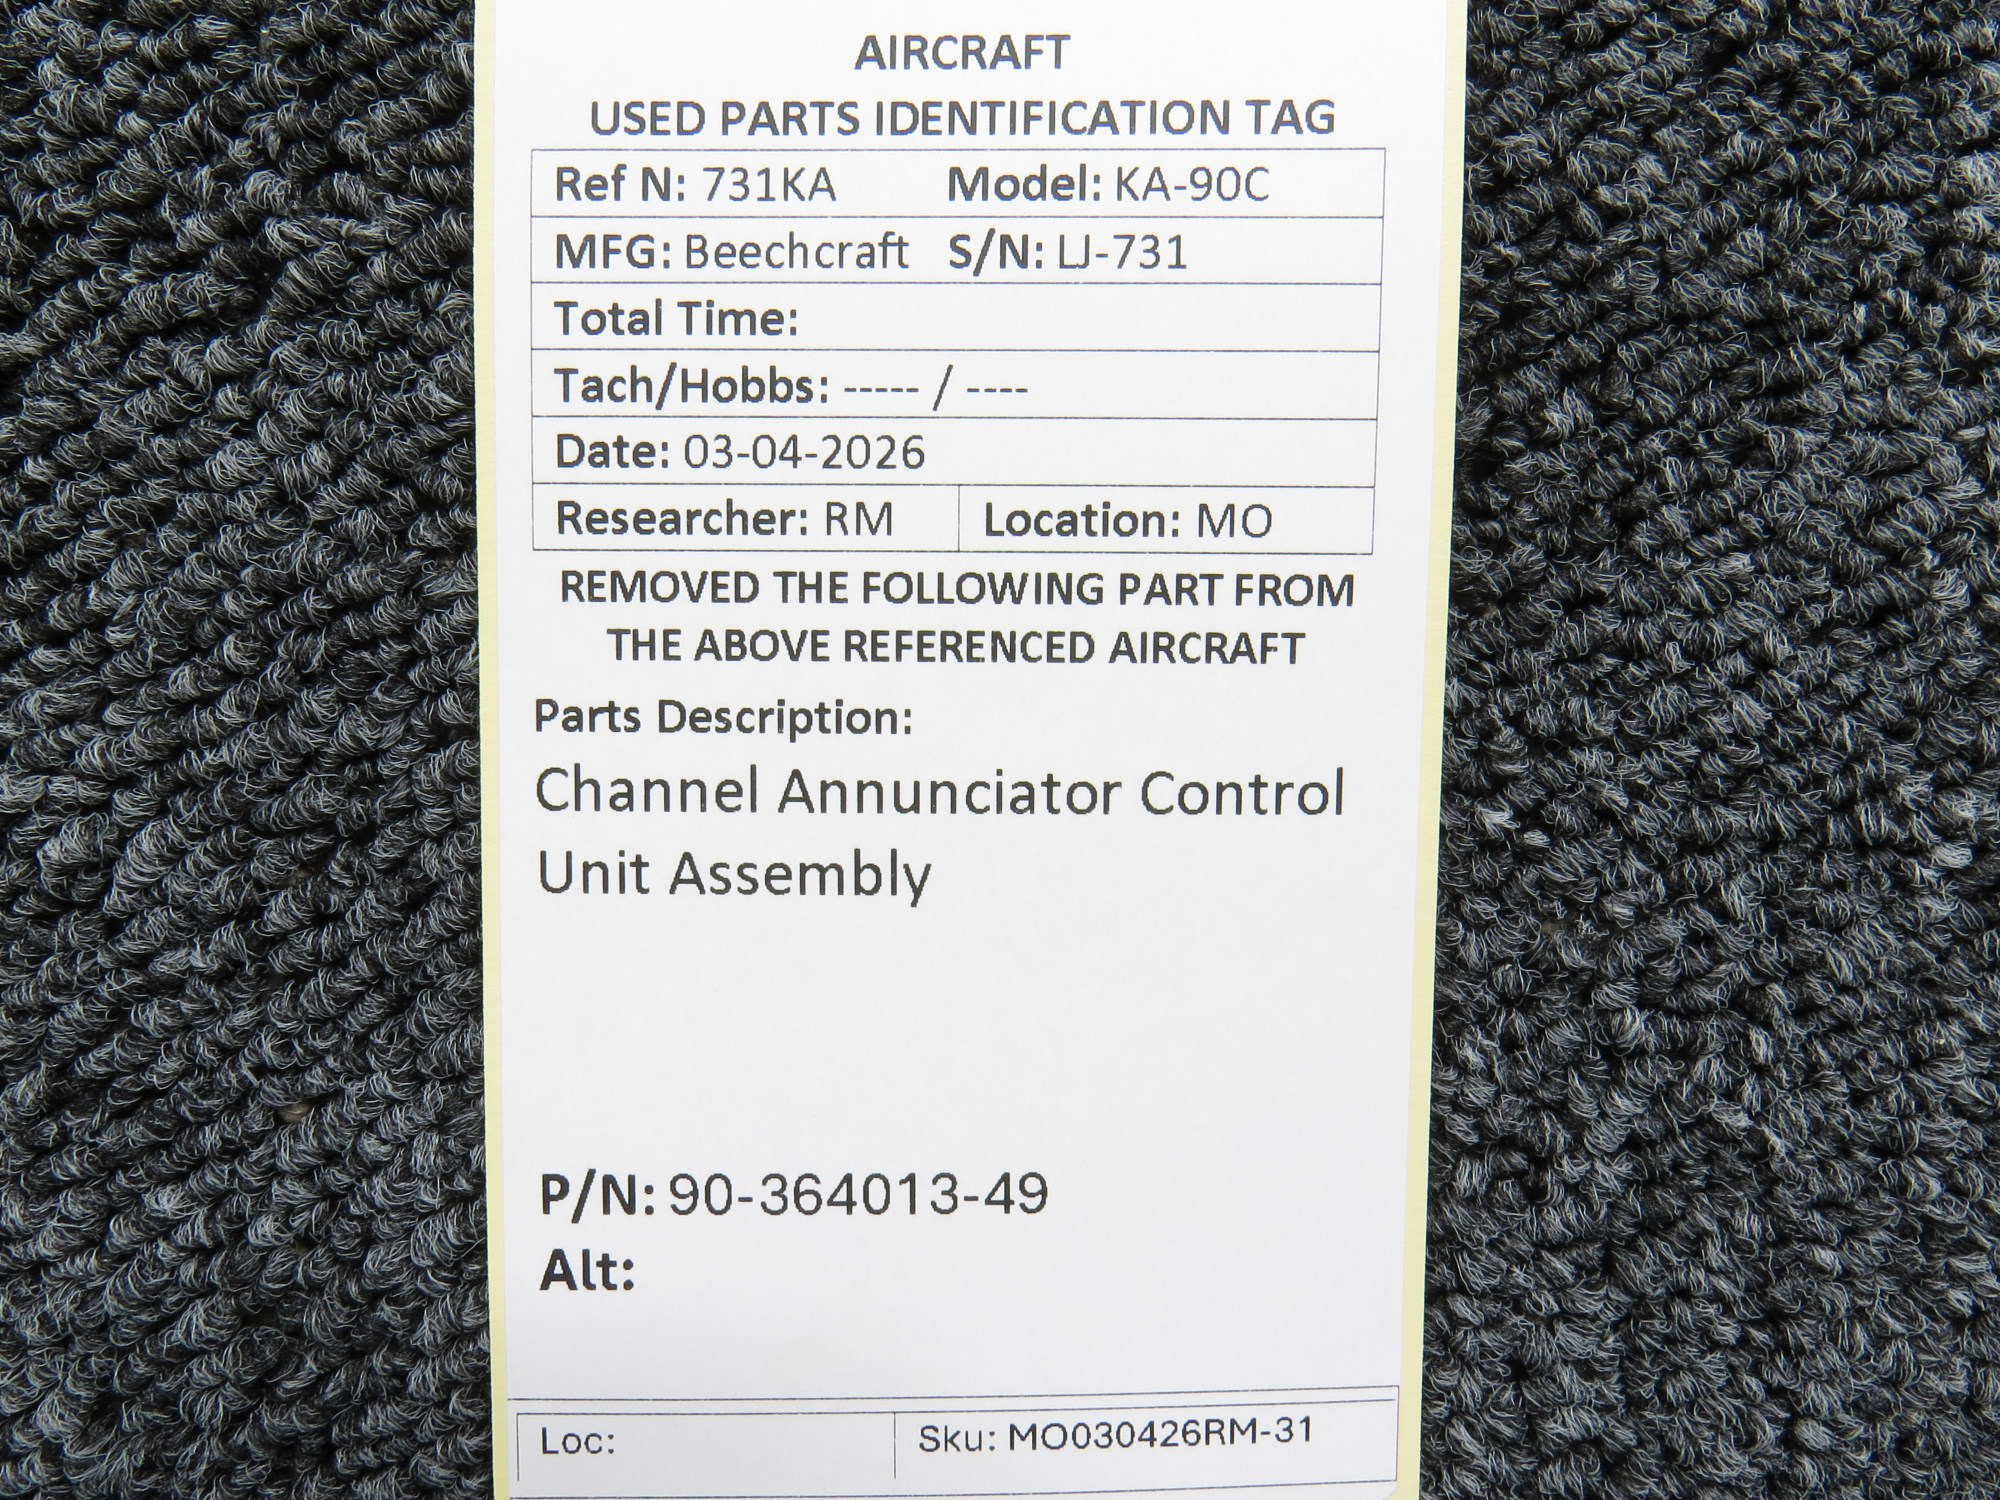 AIRCRAFT
USED PARTS IDENTIFICATION TAG
Ref N: 731KA Model: KA-90C
MFG: Beechcraft S/N: LJ-731
Total Time:
Tach/Hobbs: ----- / ----
Date: 03-04-2026
Researcher: RM Location: MO
REMOVED THE FOLLOWING PART FROM
THE ABOVE REFERENCED AIRCRAFT
Parts Description:
Channel Annunciator Control
Unit Assembly
P/N: 90-364013-49
Alt:
Loc: Sku: MO030426RM-31